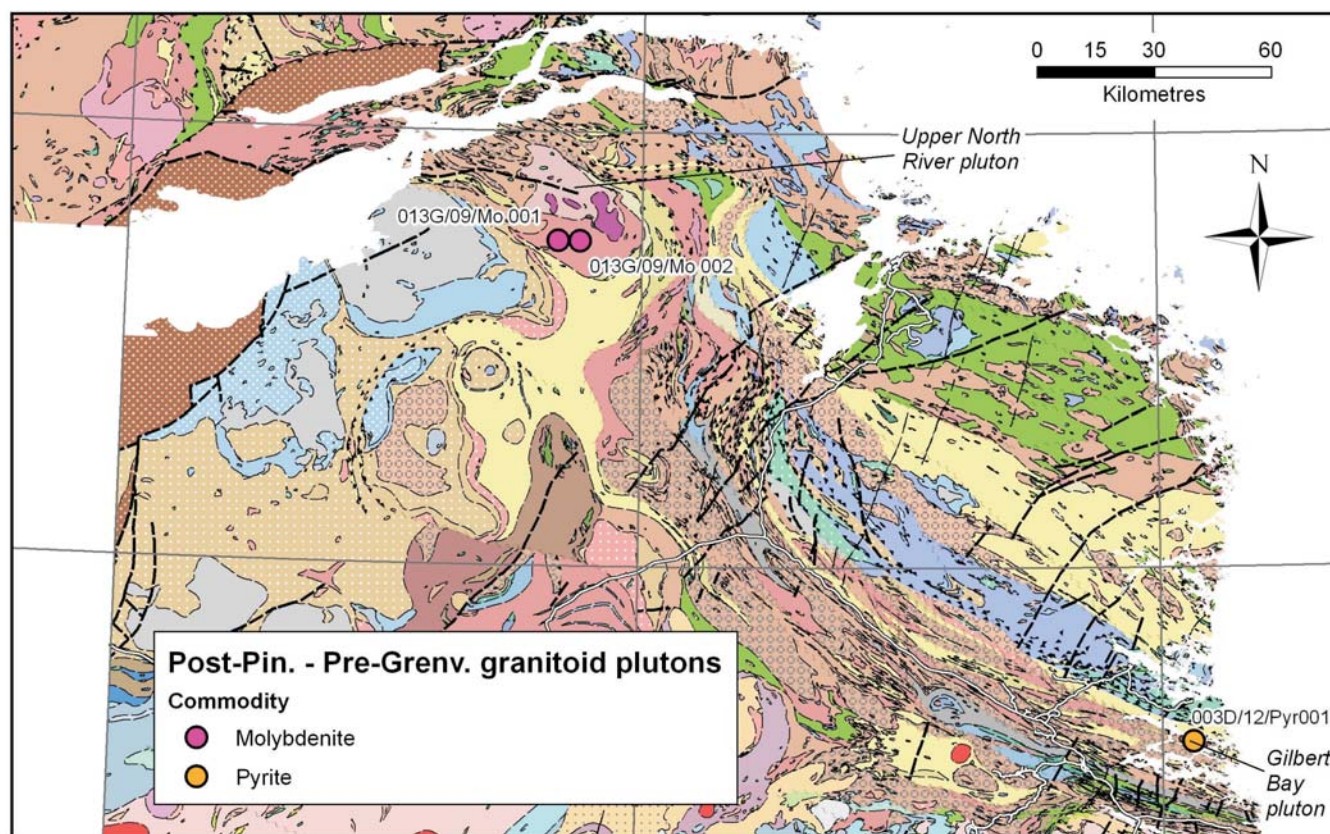 0 15 30 60
Kilometres
Upper North
River pluton
N
013G/09/Mo 001
013G/09/Mo 002
Post-Pin. - Pre-Grenv. granitoid plutons
Commodity
Molybdenite
Pyrite
003D/12/Pyr001
Gilbert
Bay
pluton